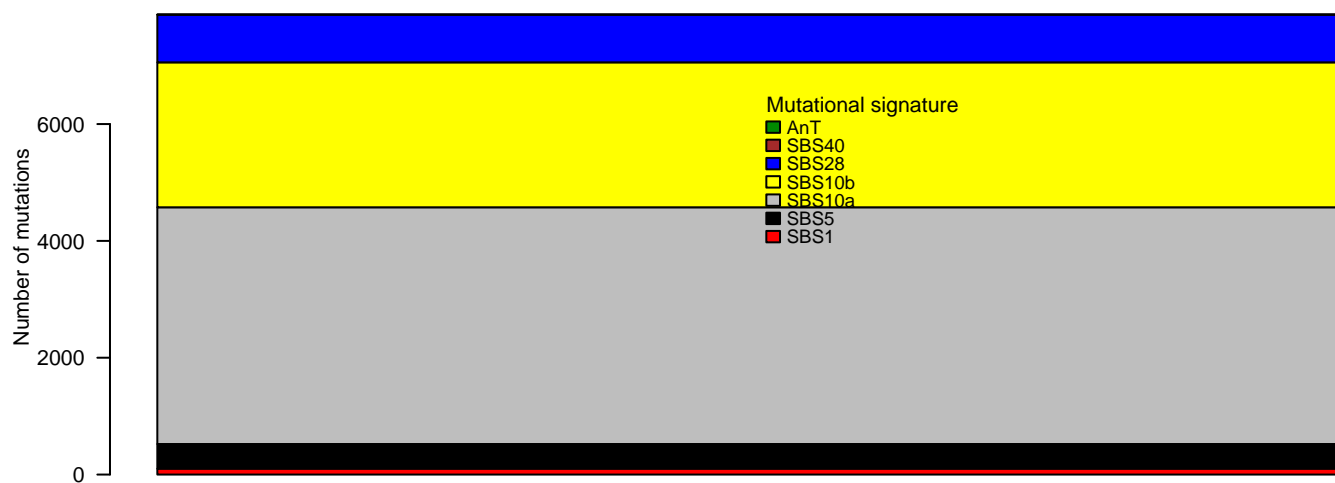 Number of mutations
6000
4000
2000
0
Mutational signature
AnT
SBS40
SBS28
SBS10b
SBS10a
SBS5
SBS1